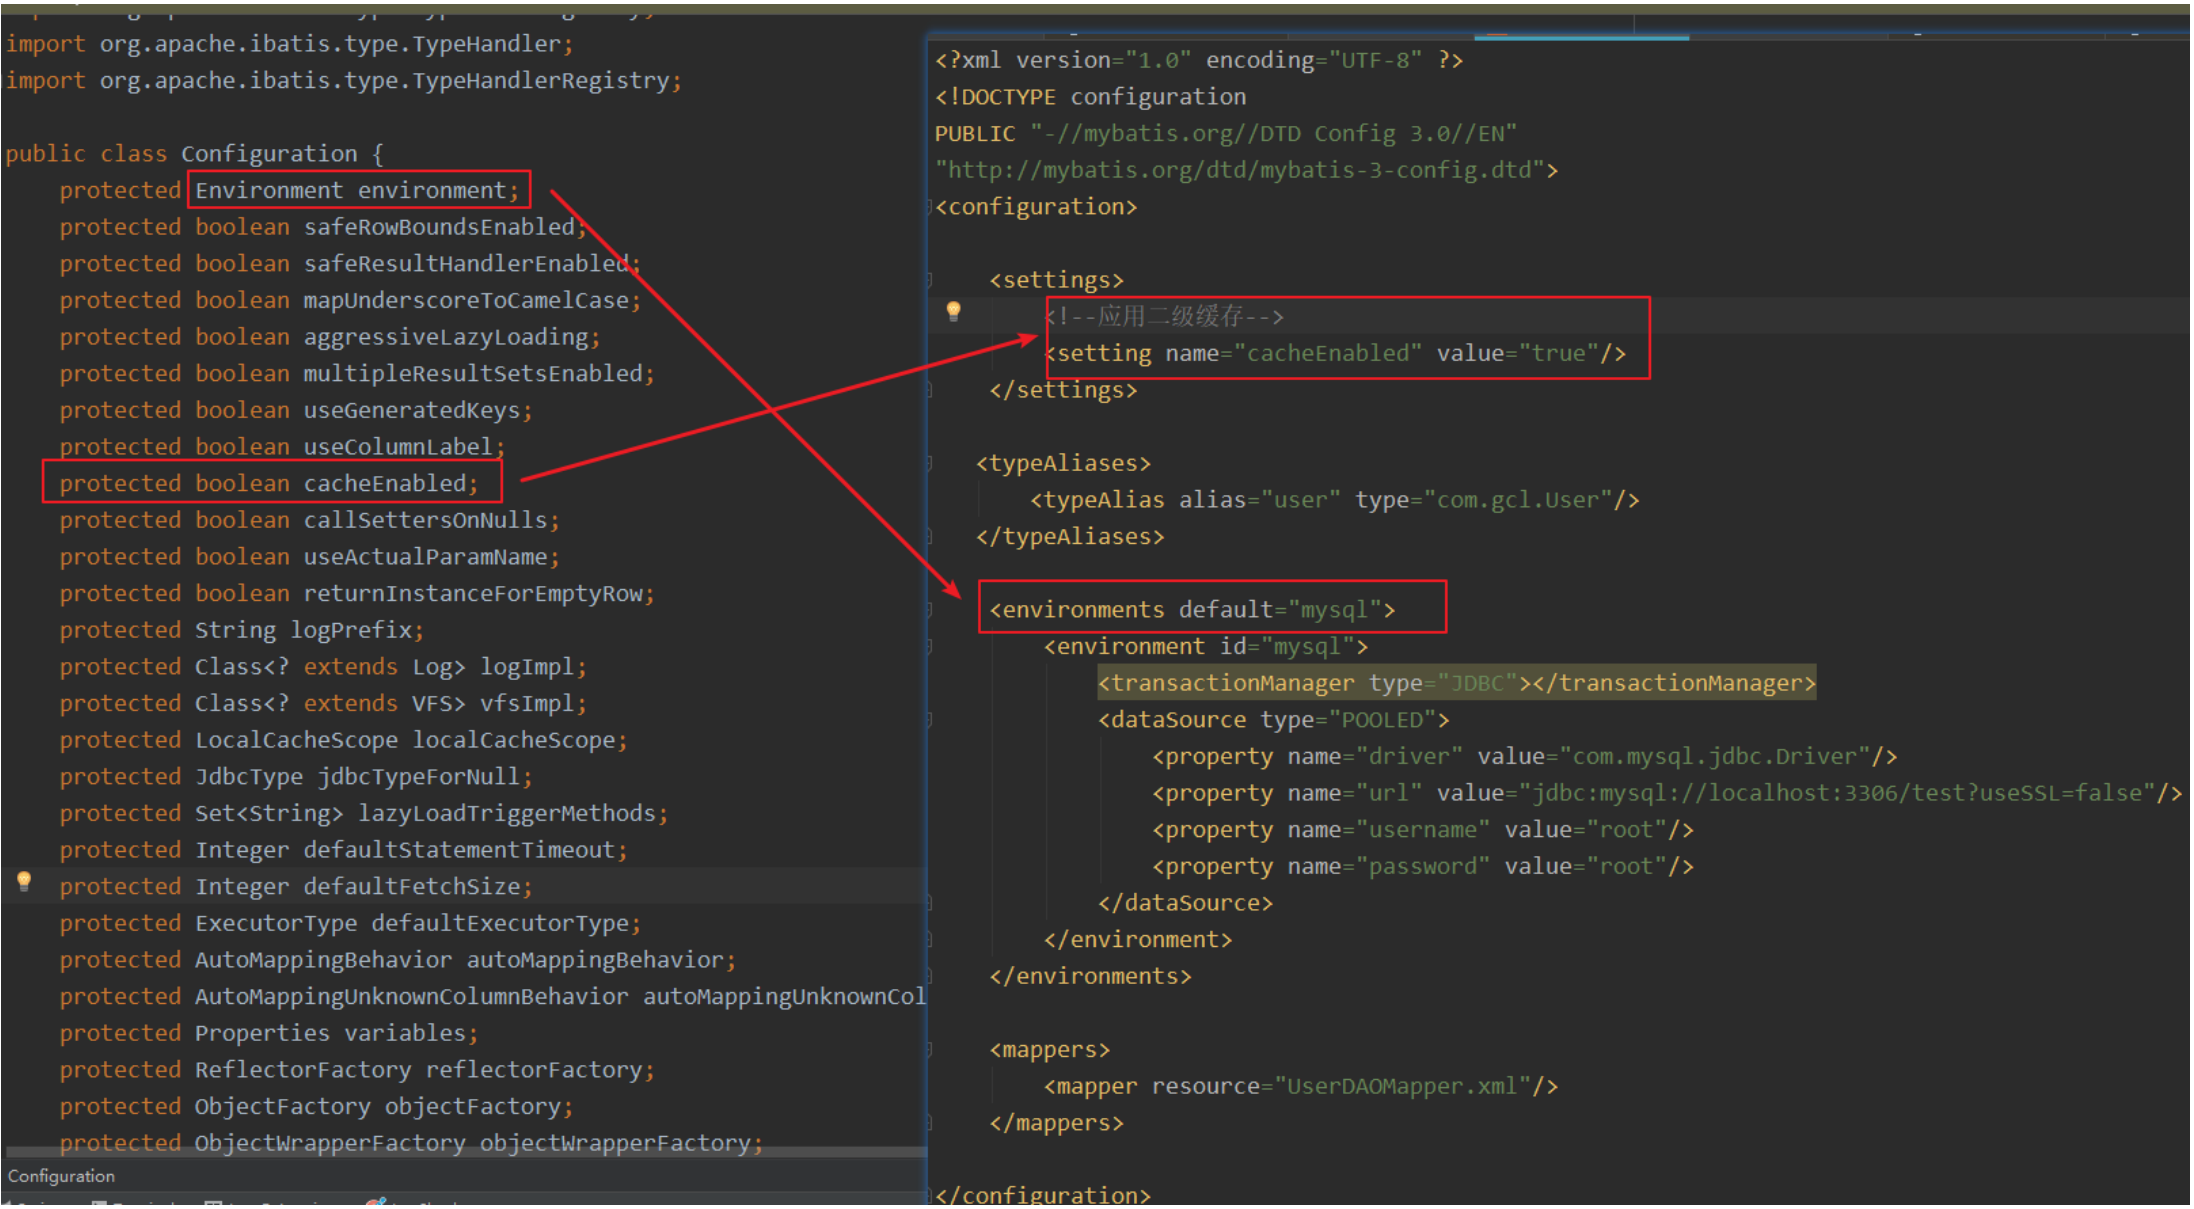 import org.apache.ibatis.type.TypeHandler;
import org.apache.ibatis.type.TypeHandlerRegistry;
public class Configuration {
protected Environment environment;
protected boolean safeRowBoundsEnabled;
protected boolean safeResultHandlerEnabled;
protected boolean mapUnderscoreToCamelCase;
protected boolean aggressiveLazyLoading;
protected boolean multipleResultSetsEnabled;
protected boolean useGeneratedKeys;
protected boolean useColumnLabel;
protected boolean cacheEnabled;
protected boolean callSettersOnNulls;
protected boolean useActualParamName;
protected boolean returnInstanceForEmptyRow;
protected String logPrefix;
protected Class<? extends Log> logImpl;
protected Class<? extends VFS> vfsImpl;
protected LocalCacheScope localCacheScope;
protected JdbcType jdbcTypeForNull;
protected Set<String> lazyLoadTriggerMethods;
protected Integer defaultStatementTimeout;
protected Integer defaultFetchSize;
protected ExecutorType defaultExecutorType;
protected AutoMappingBehavior autoMappingBehavior;
protected AutoMappingUnknownColumnBehavior autoMappingUnknownCol
protected Properties variables;
protected ReflectorFactory reflectorFactory;
protected ObjectFactory objectFactory;
protected ObjectWrapperFactory objectWrapperFactory;
Configuration
<?xml version="1.0" encoding="UTF-8" ?>
<!DOCTYPE configuration
PUBLIC "-//mybatis.org//DTD Config 3.0//EN"
"http://mybatis.org/dtd/mybatis-3-config.dtd">
<configuration>
<settings>
<!--应用二级缓存-->
<setting name="cacheEnabled" value="true"/>
</settings>
<typeAliases>
<typeAlias alias="user" type="com.gcl.User"/>
</typeAliases>
<environments default="mysql">
<environment id="mysql">
<transactionManager type="JDBC"></transactionManager>
<dataSource type="POOLED">
<property name="driver" value="com.mysql.jdbc.Driver"/>
<property name="url" value="jdbc:mysql://localhost:3306/test?useSSL=false"/>
<property name="username" value="root"/>
<property name="password" value="root"/>
</dataSource>
</environment>
</environments>
<mappers>
<mapper resource="UserDAOMapper.xml"/>
</mappers>
</configuration>